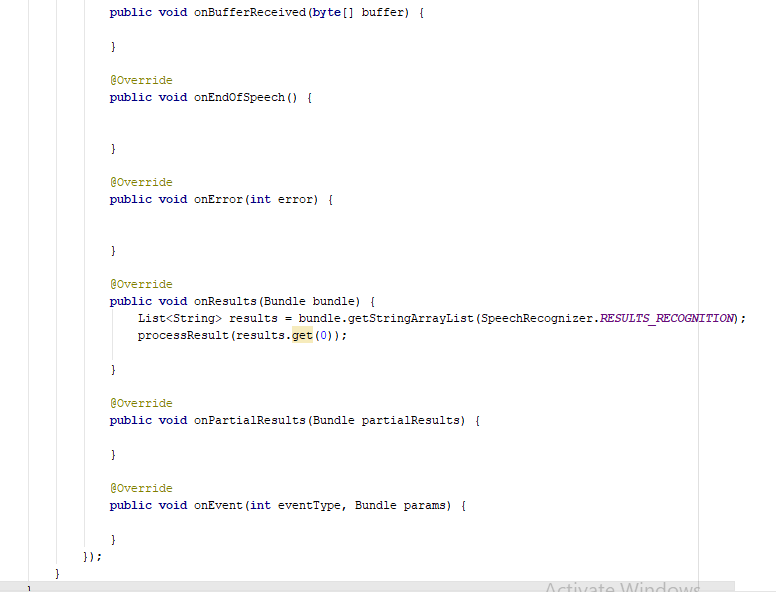 public void onBufferReceived(byte[] buffer) {
}
@Override
public void onEndOfSpeech() {
}
@Override
public void onError(int error) {
}
@Override
public void onResults(Bundle bundle) {
List<String> results = bundle.getStringArrayList(SpeechRecognizer.RESULTS_RECOGNITION);
processResult(results.get(0));
}
@Override
public void onPartialResults(Bundle partialResults) {
}
@Override
public void onEvent(int eventType, Bundle params) {
}
});
}
}
Activate Windows